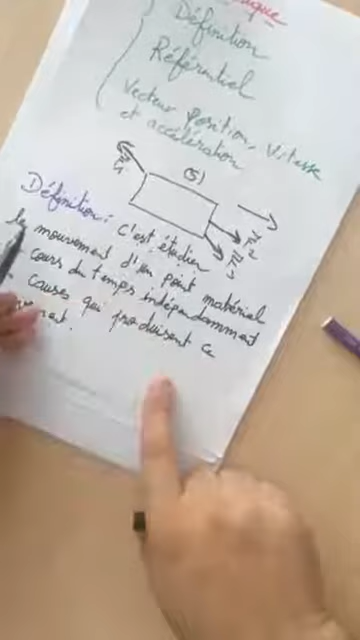 Définition
Référentiel
Vecteur position, Vitesse
et accélération
(S)
Définition: c'est étudier
le mouvement d'un point matériel
cours du temps indépendamment
causes qui produisent ce